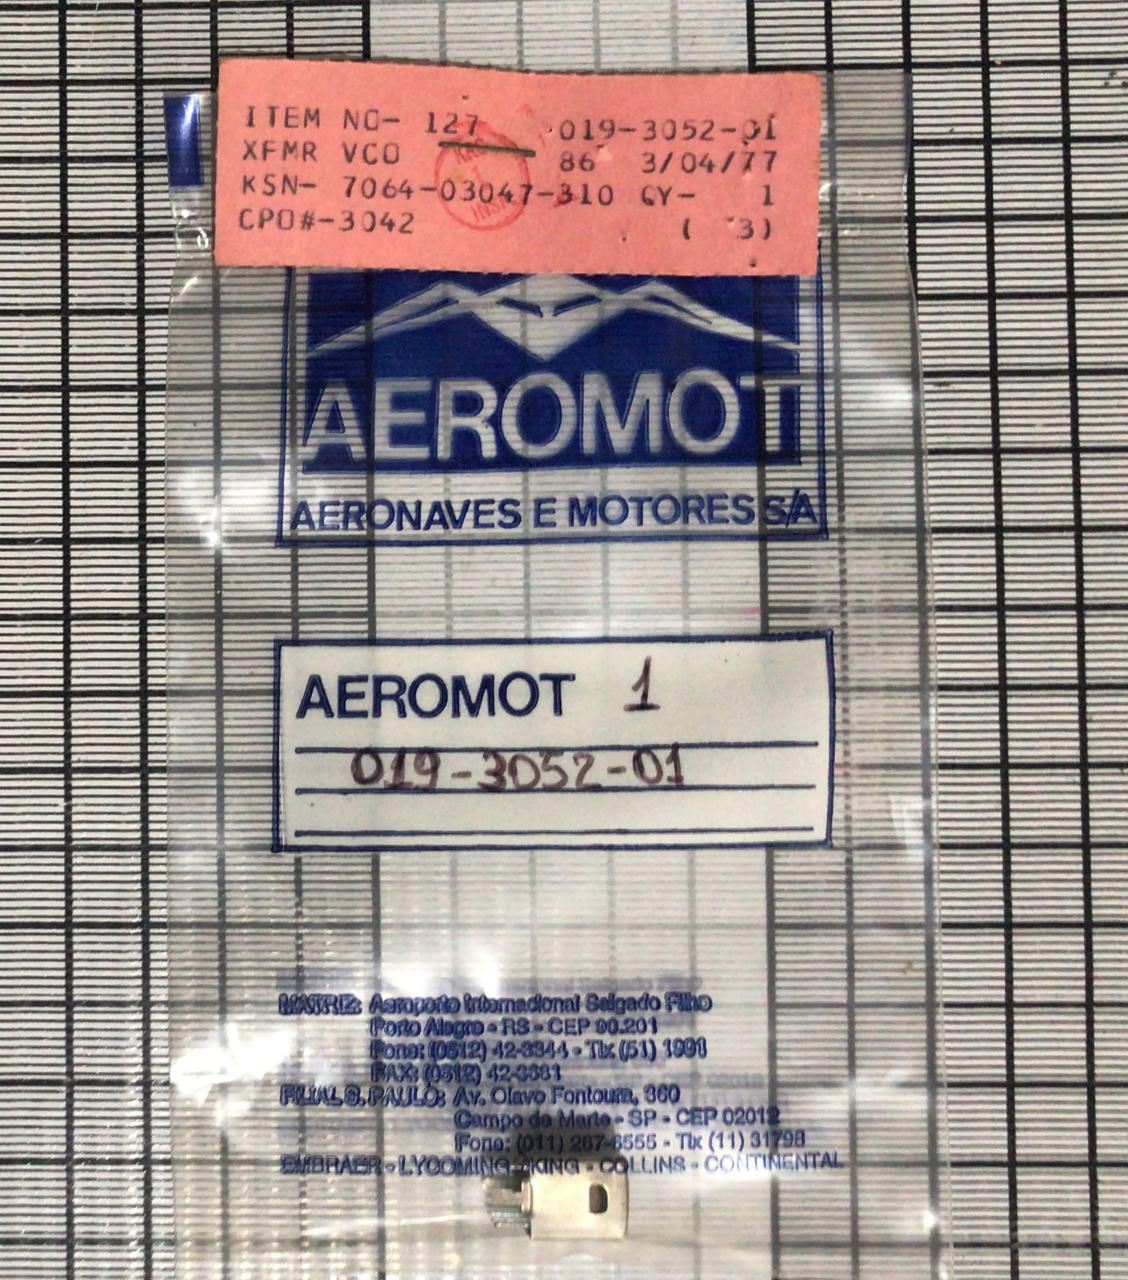 ITEM NO- 127 019-3052-01
XFMR VCO 86 3/04/77
KSN- 7064-03047-310 QY- 1
CPO#-3042 ( 3)
AEROMOT
AERONAVES E MOTORES S/A
AEROMOT 1
019-3052-01
MATRIZ: Aeroporto Internacional Salgado Filho
Porto Alegre - RS - CEP 90.201
Fone: (0512) 42-3344 - Tlx (51) 1991
FAX: (0512) 42-3681
FILIAL S. PAULO: Av. Olavo Fontoura, 360
Campo de Marte - SP - CEP 02012
Fone: (011) 267-6555 - Tlx (11) 31798
EMBRAER - LYCOMING - KING - COLLINS - CONTINENTAL